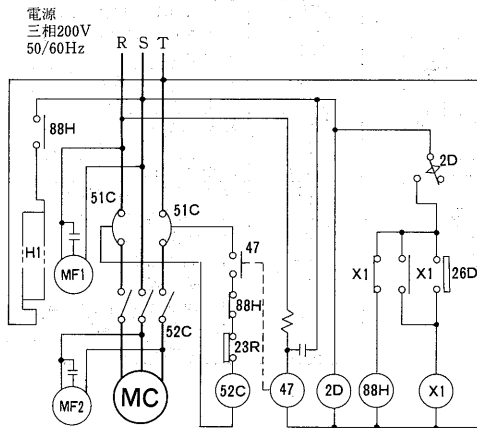 電源
三相200V
50/60Hz
R S T
88H
2D
51C
51C
47
H1
MF1
X1
X1
26D
88H
52C
23R
MF2
MC
52C
47
2D
88H
X1